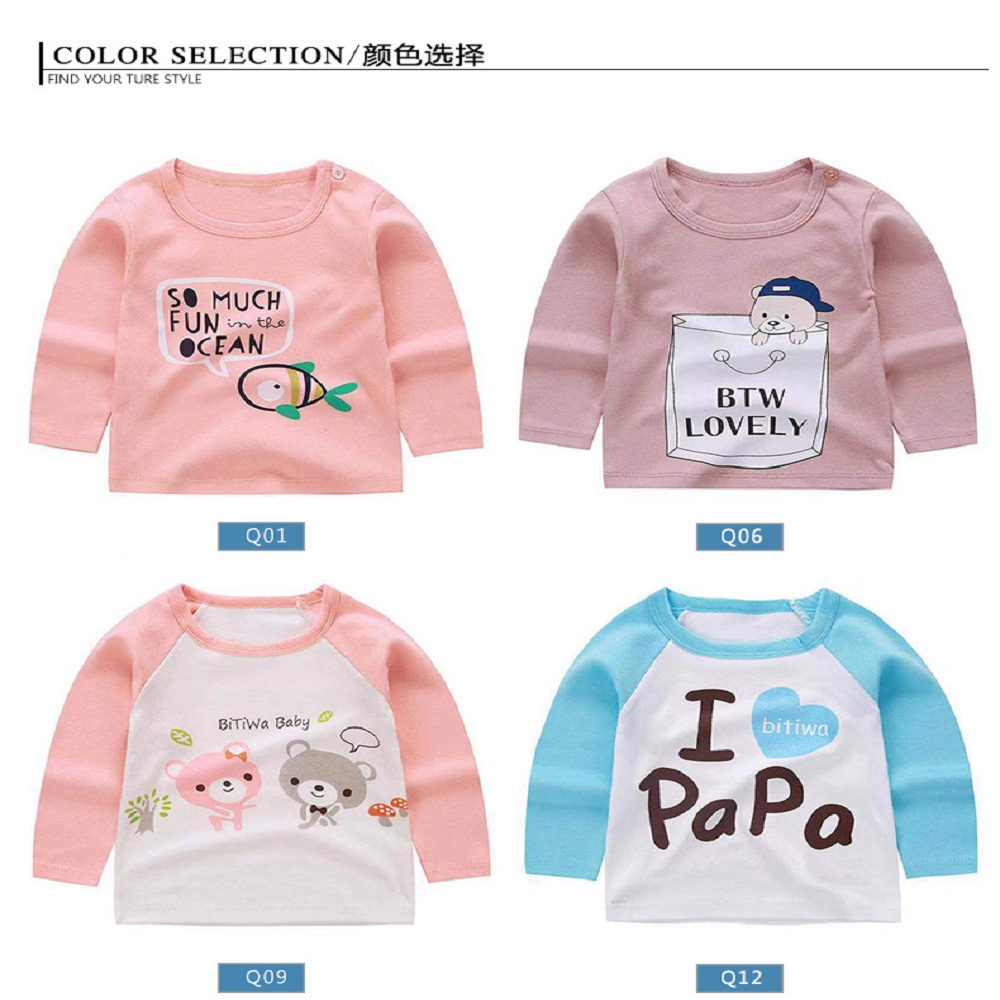 COLOR SELECTION/颜色选择
FIND YOUR TURE STYLE
SO MUCH
FUN in the
OCEAN
BTW
LOVELY
Q01
Q06
BiTiWa Baby
I bitiwa
PaPa
Q09
Q12